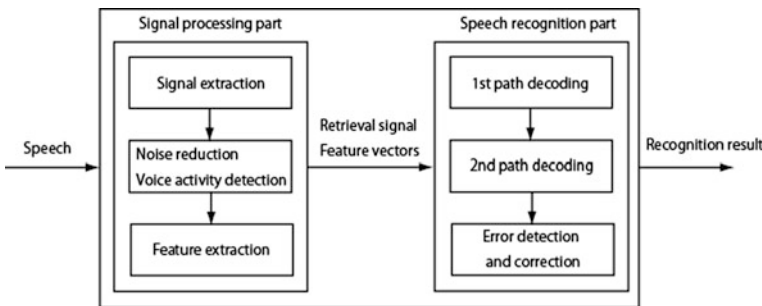 Signal processing part
Speech recognition part
Signal extraction
1st path decoding
Speech
Noise reduction
Voice activity detection
Retrieval signal
Feature vectors
2nd path decoding
Recognition result
Feature extraction
Error detection
and correction